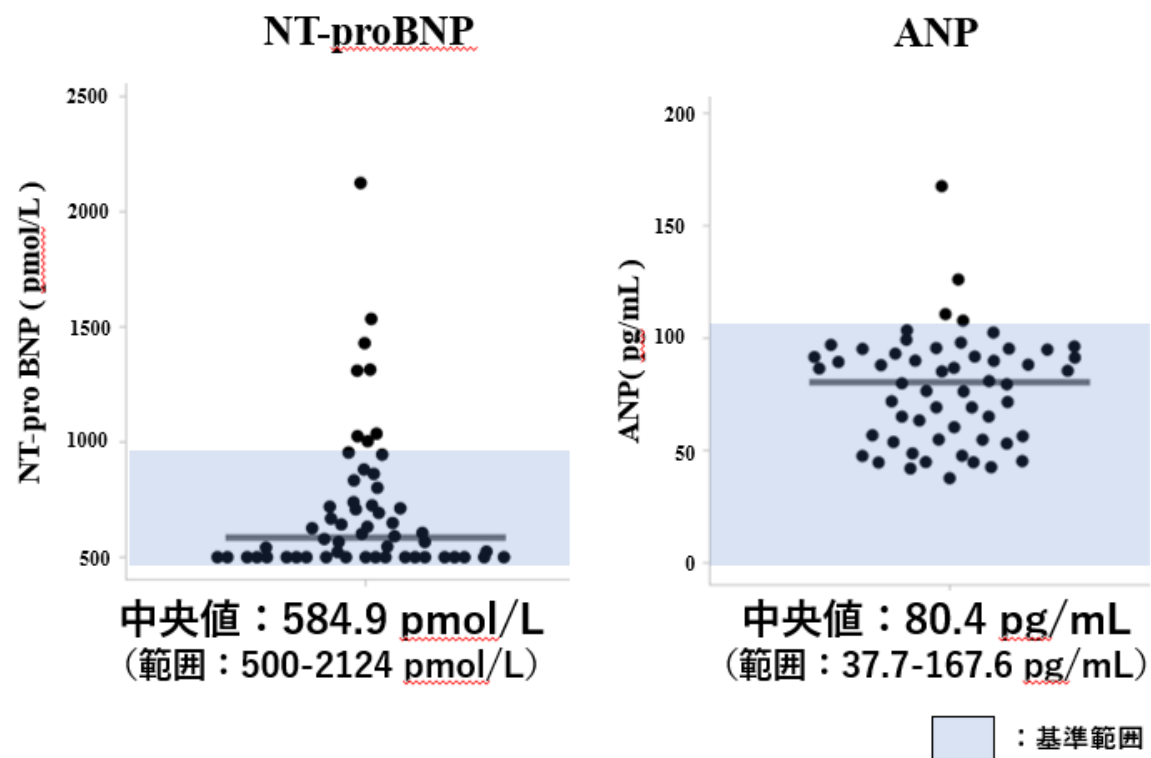 NT-proBNP
NT-pro BNP ( pmol/L )
2500
2000
1500
1000
500
中央値：584.9 pmol/L
（範囲：500-2124 pmol/L）
ANP
ANP( pg/mL )
200
150
100
50
0
中央値：80.4 pg/mL
（範囲：37.7-167.6 pg/mL）
：基準範囲